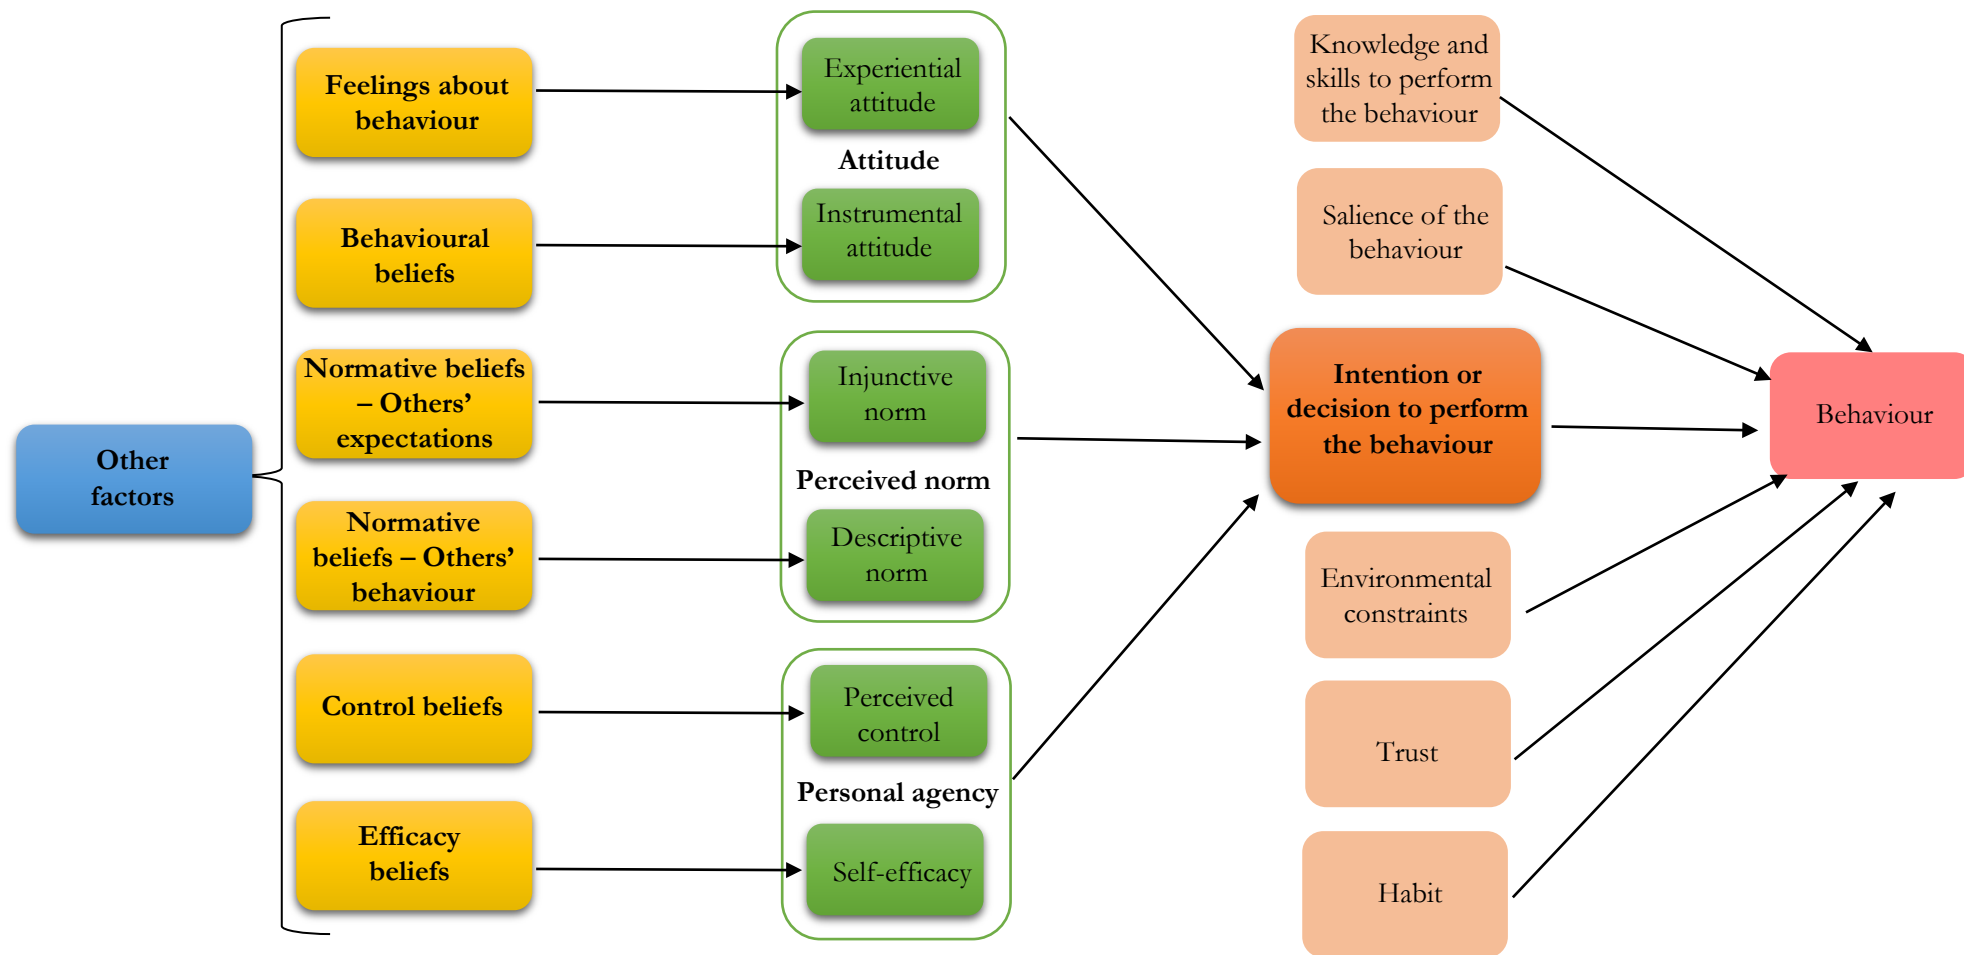 Other
factors
Feelings about
behaviour
Behavioural
beliefs
Normative beliefs
– Others’
expectations
Normative
beliefs – Others’
behaviour
Control beliefs
Efficacy
beliefs
Experiential
attitude
Attitude
Instrumental
attitude
Injunctive
norm
Perceived norm
Descriptive
norm
Perceived
control
Personal agency
Self-efficacy
Knowledge and
skills to perform
the behaviour
Salience of the
behaviour
Intention or
decision to perform
the behaviour
Environmental
constraints
Trust
Habit
Behaviour